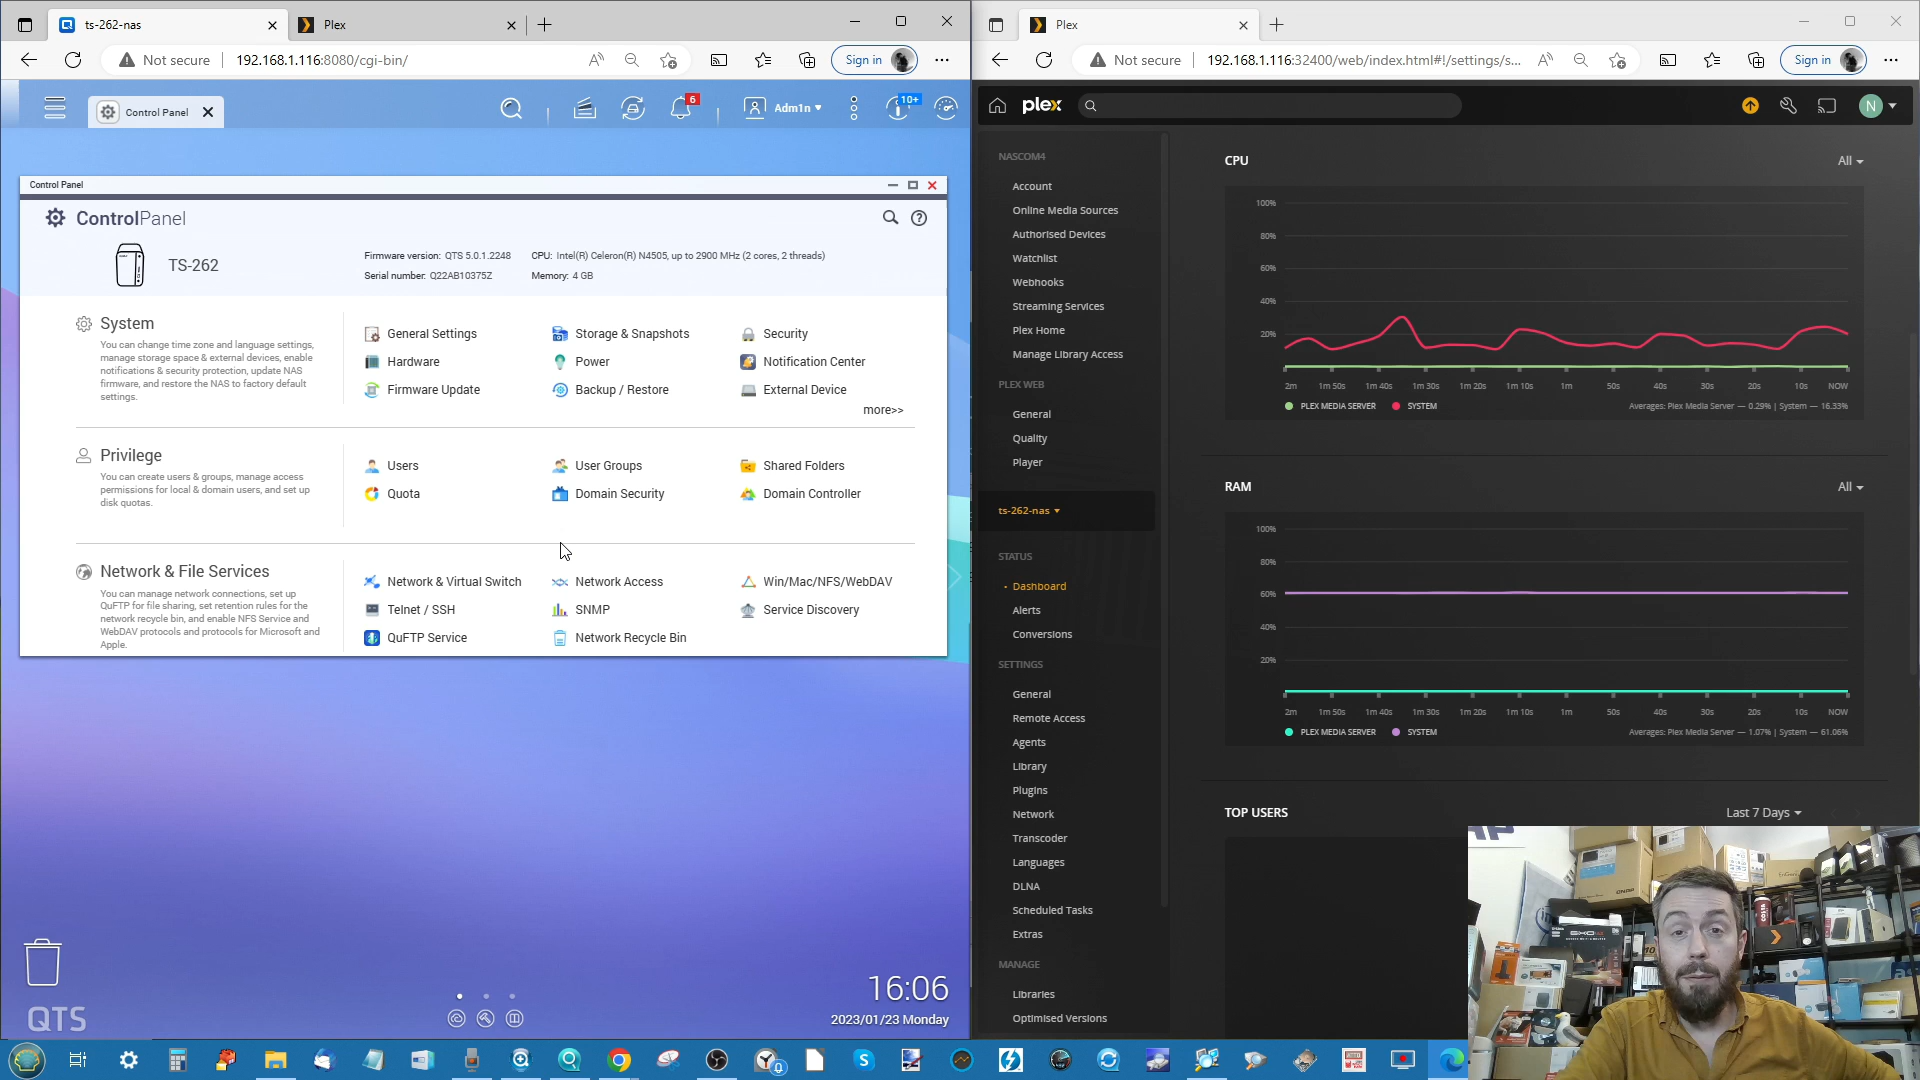 ts-262-nas
Plex
Not secure
192.168.1.116:8080/cgi-bin/
Sign in
Control Panel
6
Adm1n
10+
Control Panel
ControlPanel
TS-262
Firmware version: QTS 5.0.1.2248
CPU: Intel(R) Celeron(R) N4505, up to 2900 MHz (2 cores, 2 threads)
Serial number: Q22AB10375Z
Memory: 4 GB
System
You can change time zone and language settings,
manage storage space & external devices, enable
notifications & security protection, update NAS
firmware, and restore the NAS to factory default
settings.
General Settings
Storage & Snapshots
Security
Hardware
Power
Notification Center
Firmware Update
Backup / Restore
External Device
more>>
Privilege
You can create users & groups, manage access
permissions for local & domain users, and set up
disk quotas.
Users
User Groups
Shared Folders
Quota
Domain Security
Domain Controller
Network & File Services
You can manage network connections, set up
QuFTP for file sharing, set retention rules for the
network recycle bin, and enable NFS Service and
WebDAV protocols and protocols for Microsoft and
Apple.
Network & Virtual Switch
Network Access
Win/Mac/NFS/WebDAV
Telnet / SSH
SNMP
Service Discovery
QuFTP Service
Network Recycle Bin
QTS
16:06
2023/01/23 Monday
Plex
Not secure
192.168.1.116:32400/web/index.html#!/settings/s...
Sign in
plex
N
NASCOM4
Account
Online Media Sources
Authorised Devices
Watchlist
Webhooks
Streaming Services
Plex Home
Manage Library Access
PLEX WEB
General
Quality
Player
ts-262-nas
STATUS
Dashboard
Alerts
Conversions
SETTINGS
General
Remote Access
Agents
Library
Plugins
Network
Transcoder
Languages
DLNA
Scheduled Tasks
Extras
MANAGE
Libraries
Optimised Versions
CPU
All
100%
80%
60%
40%
20%
2m 1m 50s 1m 40s 1m 30s 1m 20s 1m 10s 1m 50s 40s 30s 20s 10s NOW
PLEX MEDIA SERVER SYSTEM
Averages: Plex Media Server — 0.29% | System — 16.33%
RAM
All
100%
80%
60%
40%
20%
2m 1m 50s 1m 40s 1m 30s 1m 20s 1m 10s 1m 50s 40s 30s 20s 10s NOW
PLEX MEDIA SERVER SYSTEM
Averages: Plex Media Server — 1.07% | System — 61.06%
TOP USERS
Last 7 Days